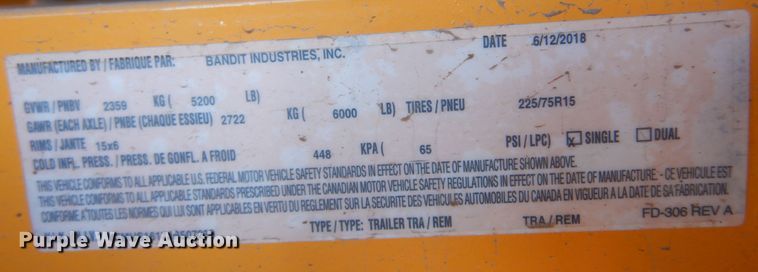 MANUFACTURED BY / FABRIQUE PAR: BANDIT INDUSTRIES, INC. DATE 6/12/2018
GVWR / PNBV 2359 KG ( 5200 LB)
GAWR (EACH AXLE) / PNBE (CHAQUE ESSIEU) 2722 KG ( 6000 LB) TIRES / PNEU 225/75R15
RIMS / JANTE 15x6
COLD INFL. PRESS. / PRESS. DE GONFL. A FROID 448 KPA ( 65 PSI / LPC) x SINGLE DUAL
THIS VEHICLE CONFORMS TO ALL APPLICABLE U.S. FEDERAL MOTOR VEHICLE SAFETY STANDARDS IN EFFECT ON THE DATE OF MANUFACTURE SHOWN ABOVE.
THIS VEHICLE CONFORMS TO ALL APPLICABLE STANDARDS PRESCRIBED UNDER THE CANADIAN MOTOR VEHICLE SAFETY REGULATIONS IN EFFECT ON THE DATE OF MANUFACTURE - CE VEHICULE EST
CONFORME A TOUTES LES NORMES QUI LUI SONT APPLICABLES EN VERTU DU REGLEMENT SUR LA SECURITE DES VEHICULES AUTOMOBILES DU CANADA EN VIGUEUR A LA DATE DE SA FABRICATION.
TYPE / TYPE: TRAILER TRA / REM TRA / REM FD-306 REV A
Purple Wave Auction